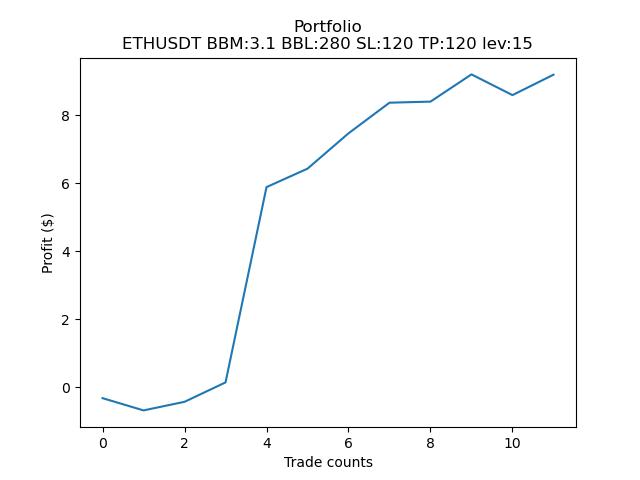 Portfolio
ETHUSDT BBM:3.1 BBL:280 SL:120 TP:120 lev:15
8
6
4
2
0
Profit ($)
0 2 4 6 8 10
Trade counts